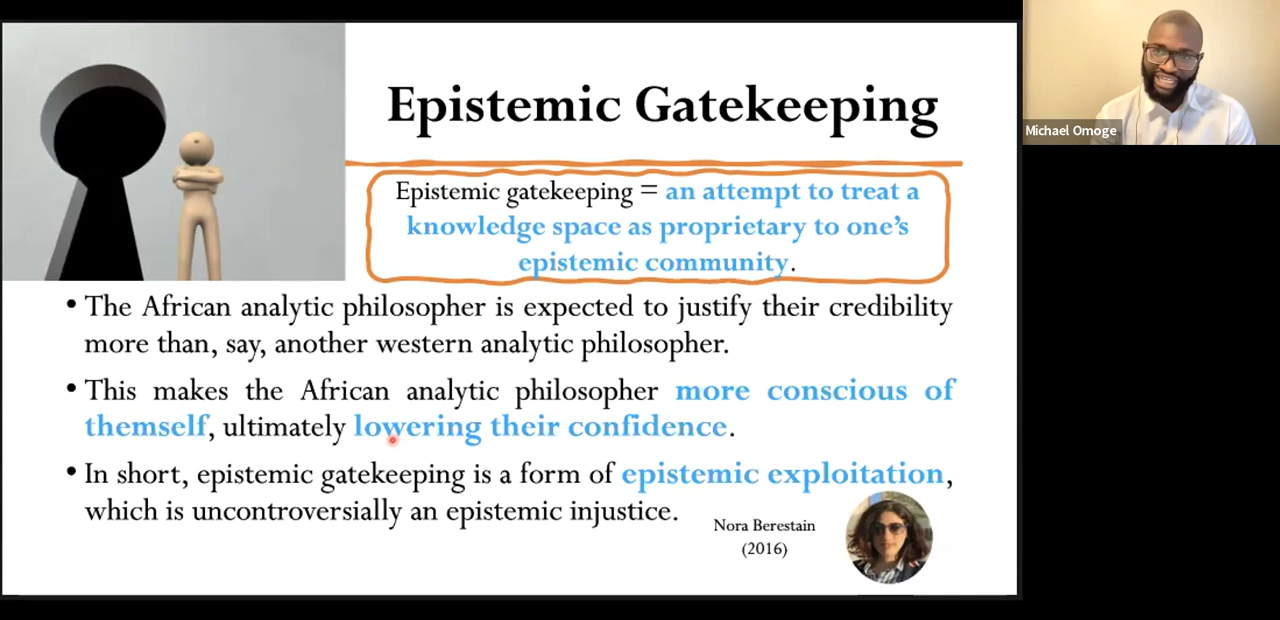 Epistemic Gatekeeping
Epistemic gatekeeping = an attempt to treat a
knowledge space as proprietary to one's
epistemic community.
• The African analytic philosopher is expected to justify their credibility
more than, say, another western analytic philosopher.
• This makes the African analytic philosopher more conscious of
themself, ultimately lowering their confidence.
• In short, epistemic gatekeeping is a form of epistemic exploitation,
which is uncontroversially an epistemic injustice.
Nora Berestain
(2016)
Michael Omoge